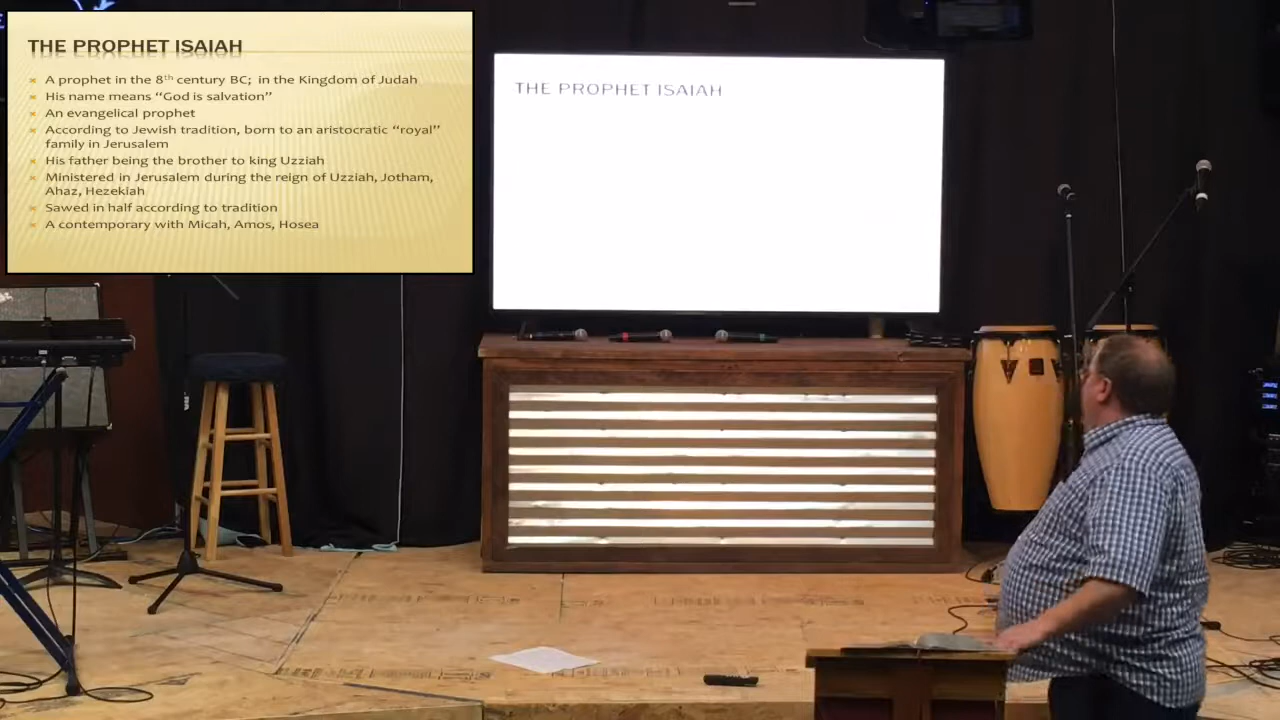 THE PROPHET ISAIAH
A prophet in the 8th century BC; in the Kingdom of Judah
His name means “God is salvation”
An evangelical prophet
According to Jewish tradition, born to an aristocratic “royal”
family in Jerusalem
His father being the brother to king Uzziah
Ministered in Jerusalem during the reign of Uzziah, Jotham,
Ahaz, Hezekiah
Sawed in half according to tradition
A contemporary with Micah, Amos, Hosea
THE PROPHET ISAIAH